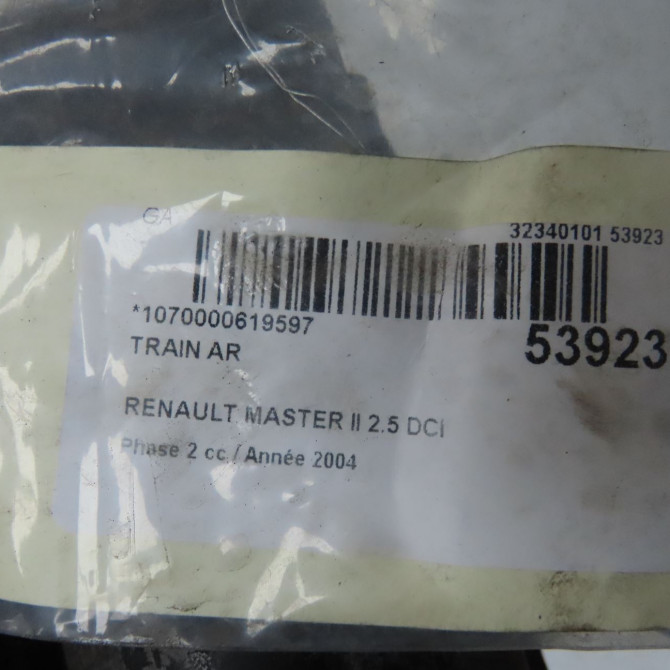 GA
32340101 53923
*1070000619597
53923
TRAIN AR
RENAULT MASTER II 2.5 DCI
Phase 2 cc / Année 2004